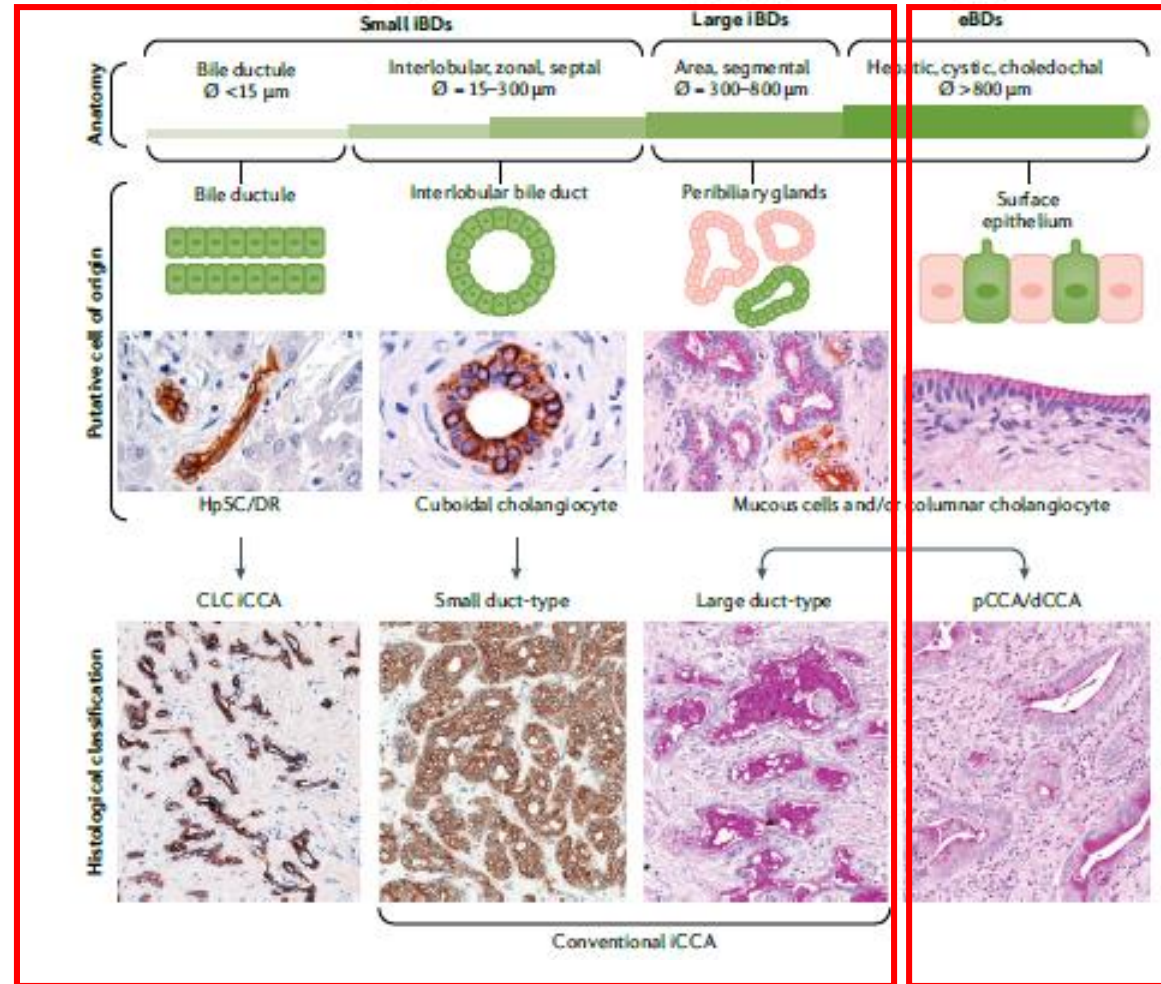 Small iBDs
Large iBDs
eBDs
Anatomy
Bile ductule
Ø <15 µm
Interlobular, zonal, septal
Ø = 15–300 µm
Area, segmental
Ø = 300–800 µm
Hepatic, cystic, choledochal
Ø >800 µm
Putative cell of origin
Bile ductule
Interlobular bile duct
Peribiliary glands
Surface
epithelium
HpSC/DR
Cuboidal cholangiocyte
Mucous cells and/or columnar cholangiocyte
Histological classification
CLC iCCA
Small duct-type
Large duct-type
pCCA/dCCA
Conventional iCCA